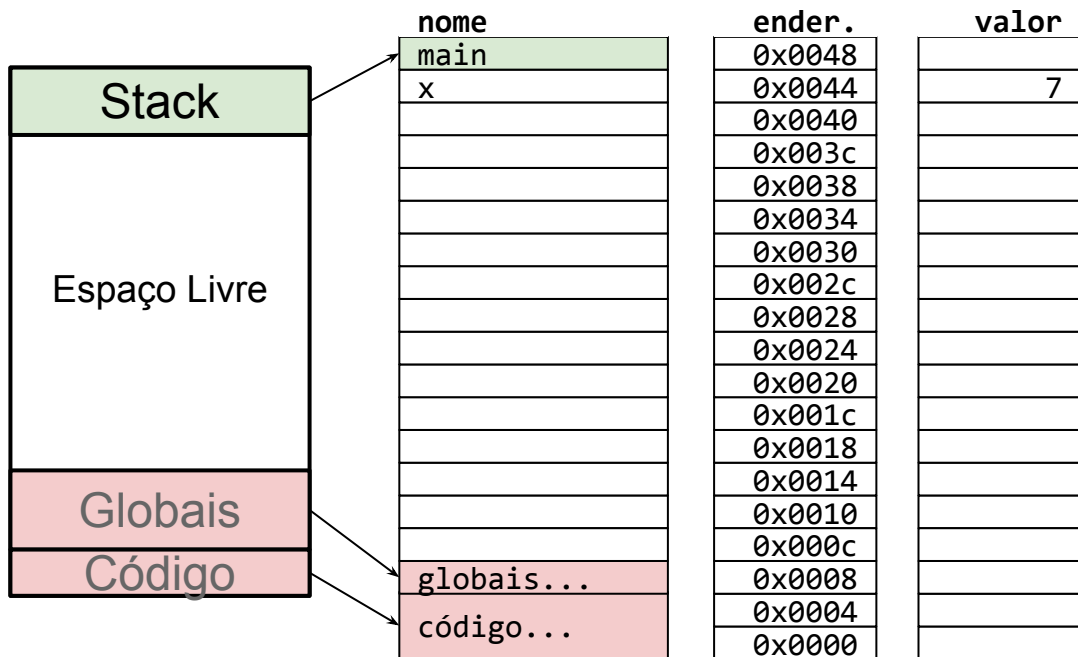 nome ender. valor
main 0x0048
Stack
x 0x0044 7
0x0040
0x003c
0x0038
0x0034
0x0030
Espaço Livre
0x002c
0x0028
0x0024
0x0020
0x001c
0x0018
0x0014
Globais
0x0010
0x000c
Código
globais... 0x0008
0x0004
código...
0x0000